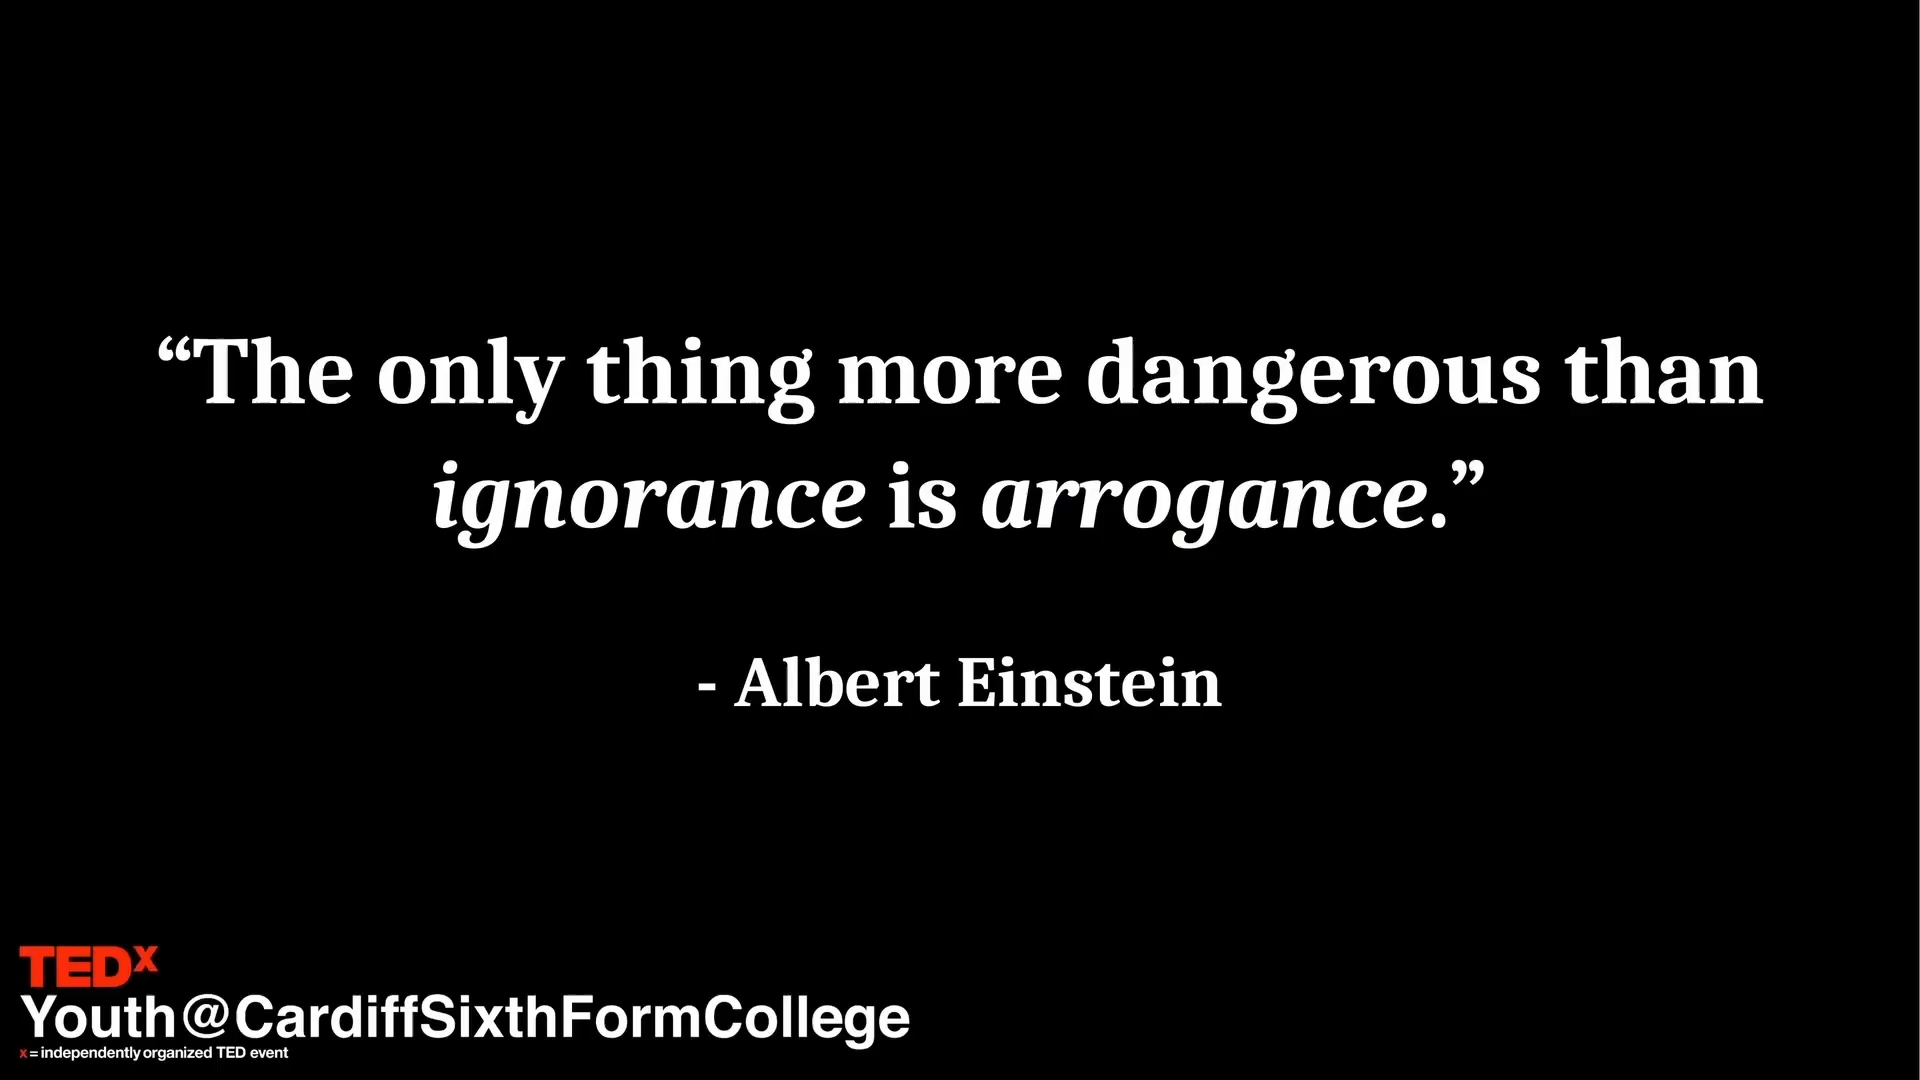 “The only thing more dangerous than
ignorance is arrogance.”
- Albert Einstein
TEDx
Youth@CardiffSixthFormCollege
x = independently organized TED event